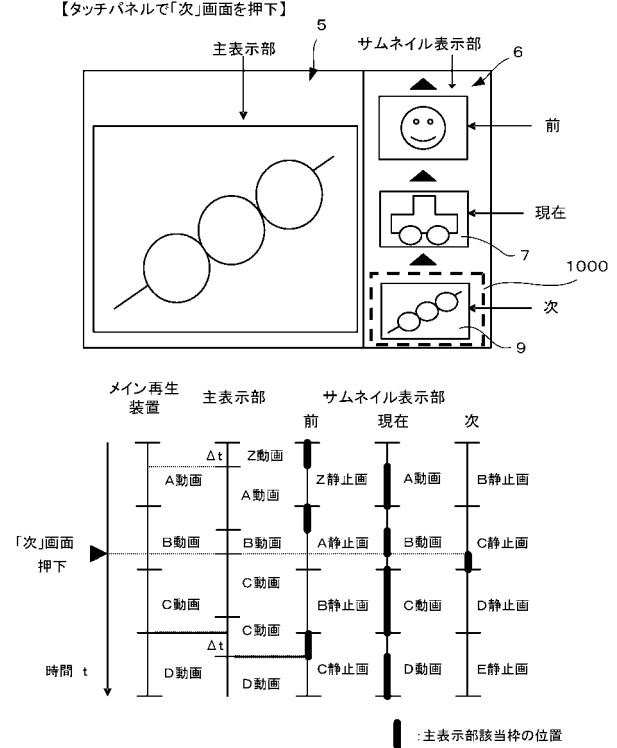 【タッチパネルで「次」画面を押下】
5
主表示部
サムネイル表示部
6
前
現在
7
1000
次
9
メイン再生
装置
主表示部
サムネイル表示部
前
現在
次
Δt
Z動画
A動画
A動画
Z静止画
A動画
B静止画
「次」画面
押下
B動画
B動画
A静止画
B動画
C静止画
C動画
C動画
B静止画
C動画
D静止画
C動画
Δt
時間 t
D動画
D動画
C静止画
D動画
E静止画
:主表示部該当枠の位置